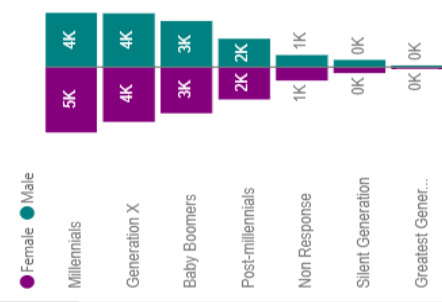 Female Male
Millennials 5K 4K
Generation X 4K 4K
Baby Boomers 3K 3K
Post-millennials 2K 2K
Non Response 1K 1K
Silent Generation 0K 0K
Greatest Gener... 0K 0K